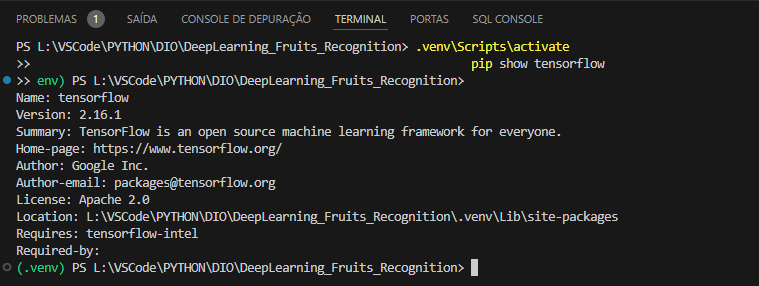 PROBLEMAS 1 SAÍDA CONSOLE DE DEPURAÇÃO TERMINAL PORTAS SQL CONSOLE
PS L:\VSCode\PYTHON\DIO\DeepLearning_Fruits_Recognition> .venv\Scripts\activate
>> pip show tensorflow
>> env) PS L:\VSCode\PYTHON\DIO\DeepLearning_Fruits_Recognition>
Name: tensorflow
Version: 2.16.1
Summary: TensorFlow is an open source machine learning framework for everyone.
Home-page: https://www.tensorflow.org/
Author: Google Inc.
Author-email: packages@tensorflow.org
License: Apache 2.0
Location: L:\VSCode\PYTHON\DIO\DeepLearning_Fruits_Recognition\.venv\Lib\site-packages
Requires: tensorflow-intel
Required-by:
(.venv) PS L:\VSCode\PYTHON\DIO\DeepLearning_Fruits_Recognition>